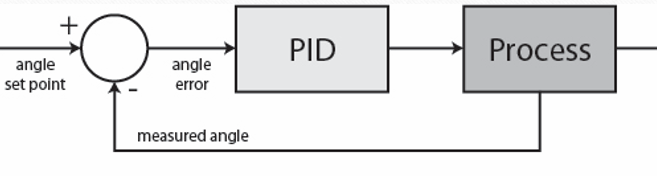 +
angle
set point
-
angle
error
PID
Process
measured angle